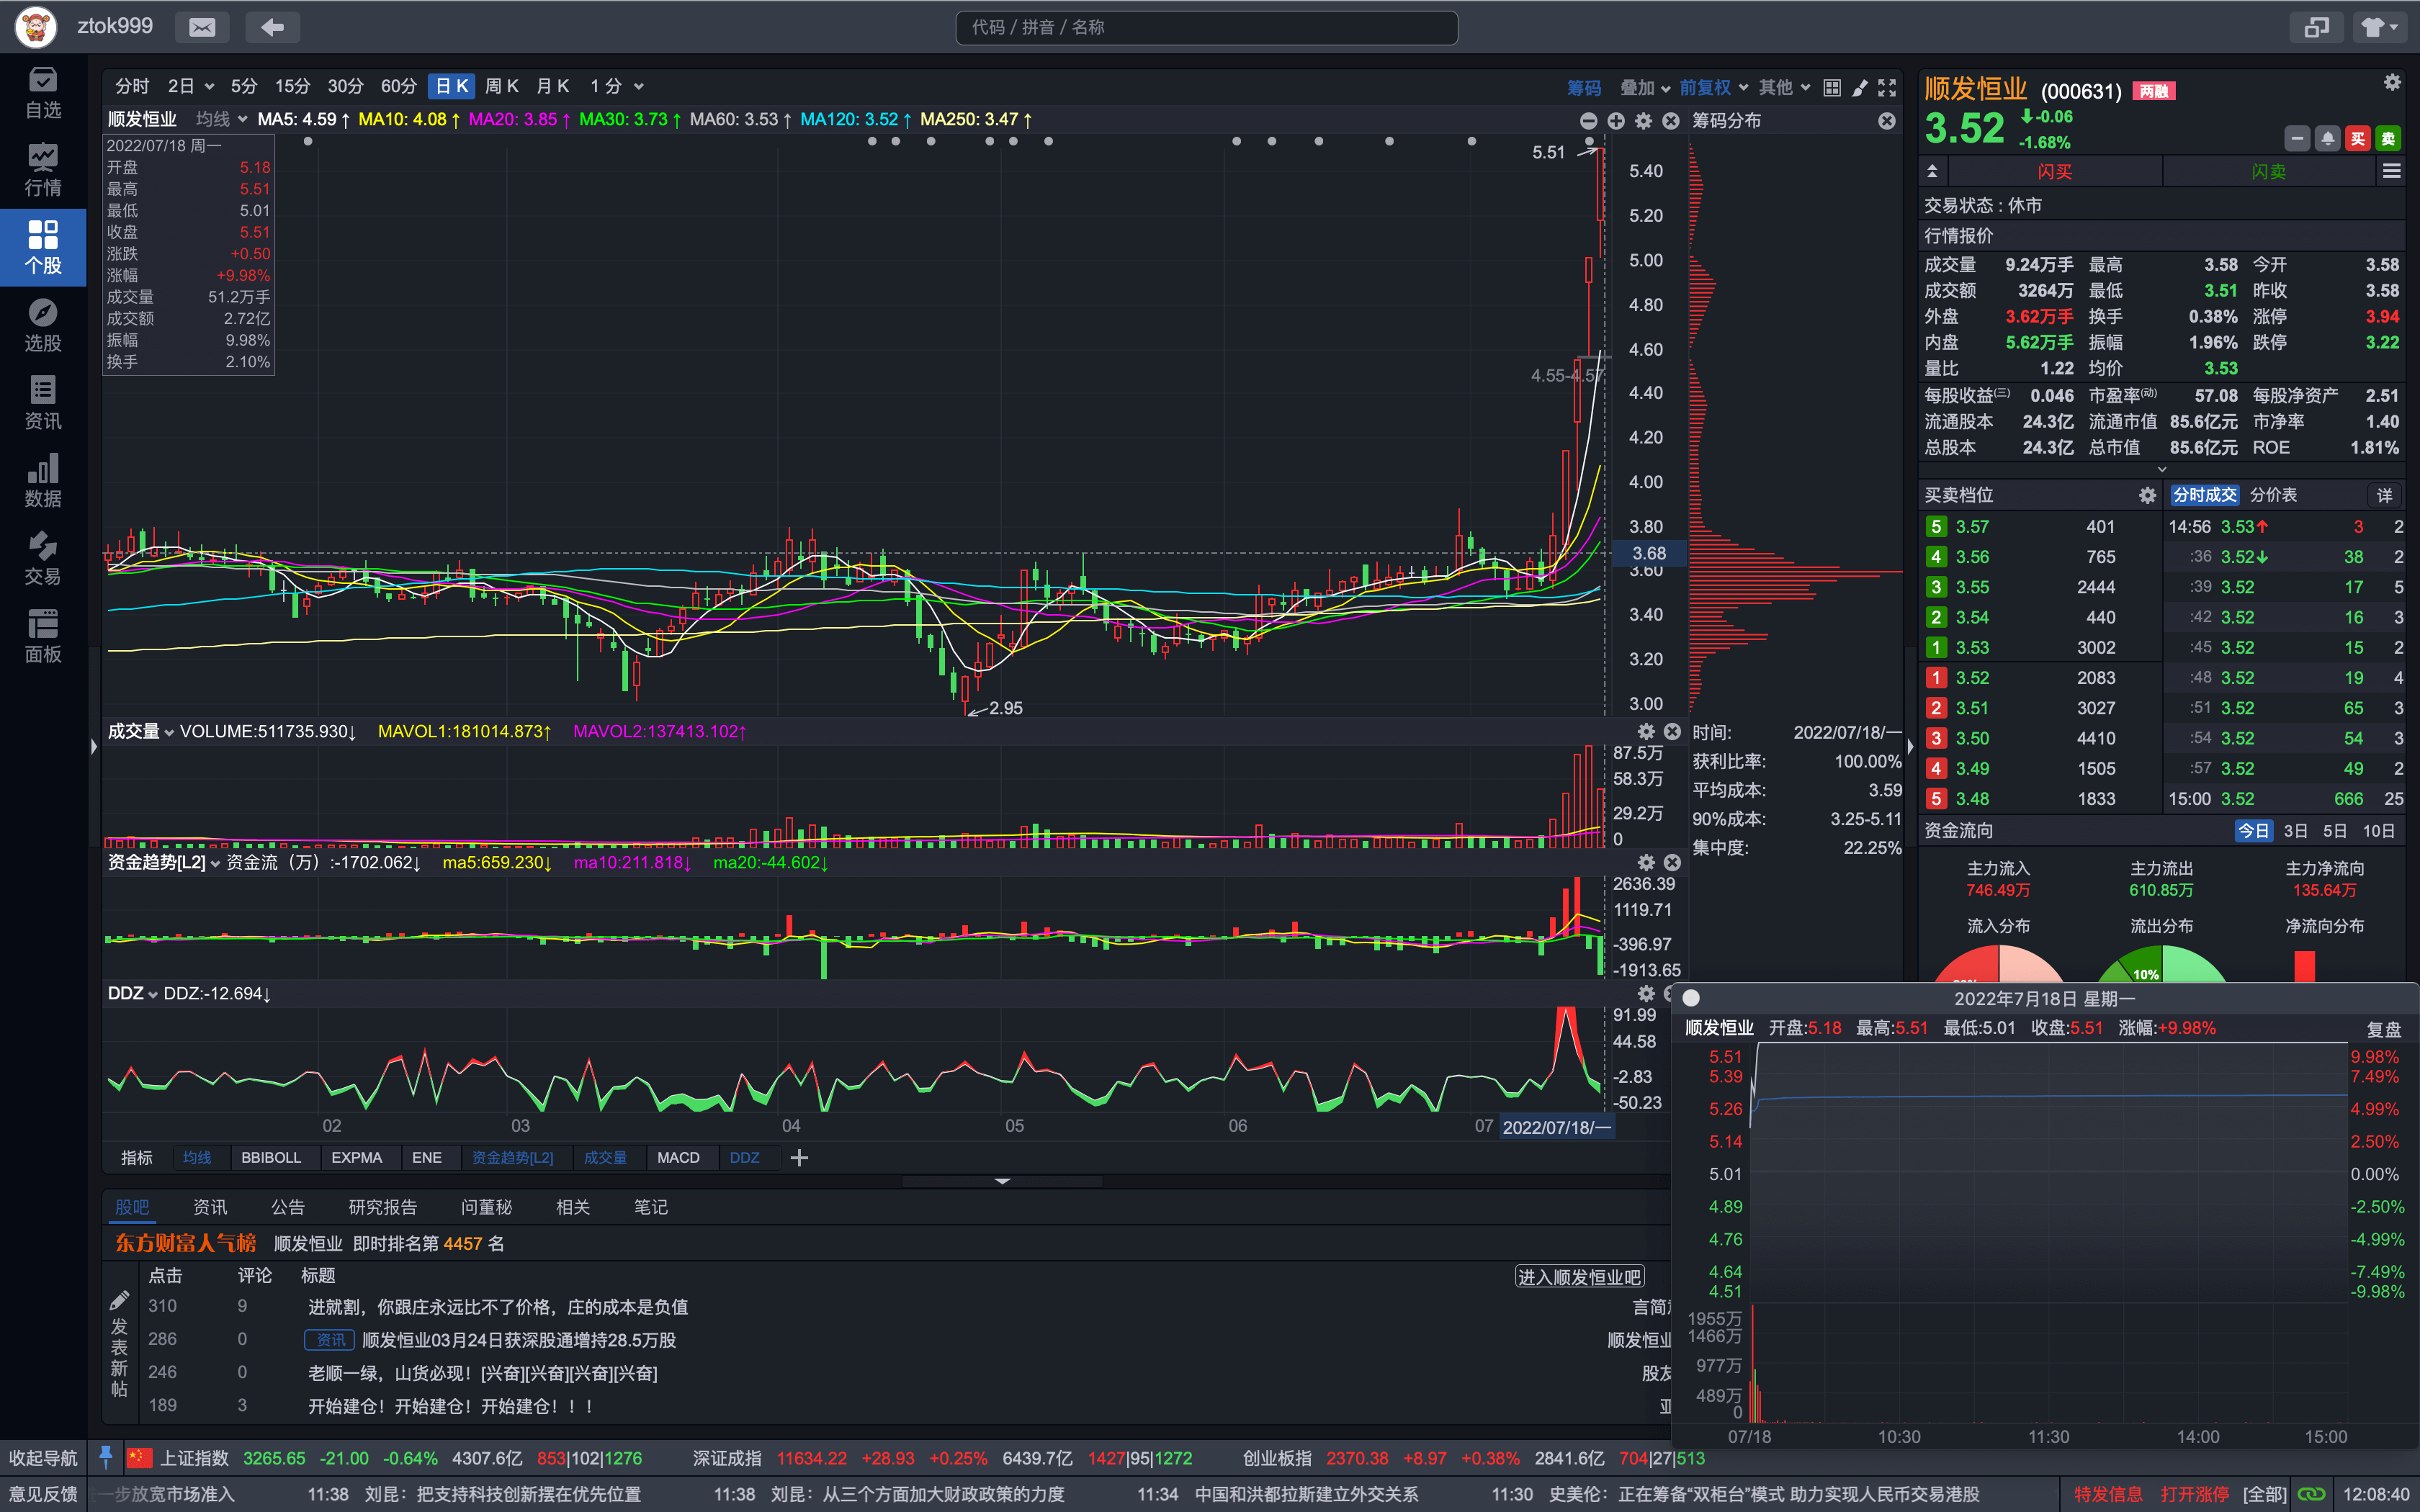 ztok999
代码 / 拼音 / 名称
自选
行情
个股
选股
资讯
数据
交易
面板
分时 2日 5分 15分 30分 60分 日K 周K 月K 1分 筹码 叠加 前复权 其他
顺发恒业 均线 MA5: 4.59↑ MA10: 4.08↑ MA20: 3.85↑ MA30: 3.73↑ MA60: 3.53↑ MA120: 3.52↑ MA250: 3.47↑
筹码分布
2022/07/18 周一
开盘 5.18
最高 5.51
最低 5.01
收盘 5.51
涨跌 +0.50
涨幅 +9.98%
成交量 51.2万手
成交额 2.72亿
振幅 9.98%
换手 2.10%
5.51
4.55-4.57
2.95
5.40
5.20
5.00
4.80
4.60
4.40
4.20
4.00
3.80
3.68
3.60
3.40
3.20
3.00
成交量 VOLUME:511735.930↓ MAVOL1:181014.873↑ MAVOL2:137413.102↑
87.5万
58.3万
29.2万
0
资金趋势[L2] 资金流（万）:-1702.062↓ ma5:659.230↓ ma10:211.818↓ ma20:-44.602↓
2636.39
1119.71
-396.97
-1913.65
DDZ DDZ:-12.694↓
91.99
44.58
-2.83
-50.23
02 03 04 05 06 07 2022/07/18/一
时间: 2022/07/18/一
获利比率: 100.00%
平均成本: 3.59
90%成本: 3.25-5.11
集中度: 22.25%
指标 均线 BBIBOLL EXPMA ENE 资金趋势[L2] 成交量 MACD DDZ
股吧 资讯 公告 研究报告 问董秘 相关 笔记
东方财富人气榜 顺发恒业 即时排名第 4457 名
点击 评论 标题 进入顺发恒业吧
发表新帖
310 9 进就割，你跟庄永远比不了价格，庄的成本是负值 言简
286 0 资讯 顺发恒业03月24日获深股通增持28.5万股 顺发恒业
246 0 老顺一绿，山货必现！[兴奋][兴奋][兴奋][兴奋] 股友
189 3 开始建仓！开始建仓！开始建仓！！！
顺发恒业 (000631) 两融
3.52 -0.06
-1.68%
买 卖
闪买 闪卖
交易状态 : 休市
行情报价
成交量 9.24万手 最高 3.58 今开 3.58
成交额 3264万 最低 3.51 昨收 3.58
外盘 3.62万手 换手 0.38% 涨停 3.94
内盘 5.62万手 振幅 1.96% 跌停 3.22
量比 1.22 均价 3.53
每股收益(三) 0.046 市盈率(动) 57.08 每股净资产 2.51
流通股本 24.3亿 流通市值 85.6亿元 市净率 1.40
总股本 24.3亿 总市值 85.6亿元 ROE 1.81%
买卖档位 分时成交 分价表 详
5 3.57 401 14:56 3.53↑ 3 2
4 3.56 765 :36 3.52↓ 38 2
3 3.55 2444 :39 3.52 17 5
2 3.54 440 :42 3.52 16 3
1 3.53 3002 :45 3.52 15 2
1 3.52 2083 :48 3.52 19 4
2 3.51 3027 :51 3.52 65 3
3 3.50 4410 :54 3.52 54 3
4 3.49 1505 :57 3.52 49 2
5 3.48 1833 15:00 3.52 666 25
资金流向 今日 3日 5日 10日
主力流入 主力流出 主力净流向
746.49万 610.85万 135.64万
流入分布 流出分布 净流向分布
10%
2022年7月18日 星期一
顺发恒业 开盘:5.18 最高:5.51 最低:5.01 收盘:5.51 涨幅:+9.98% 复盘
5.51 9.98%
5.39 7.49%
5.26 4.99%
5.14 2.50%
5.01 0.00%
4.89 -2.50%
4.76 -4.99%
4.64 -7.49%
4.51 -9.98%
1955万
1466万
977万
489万
0
07/18 10:30 11:30 14:00 15:00
收起导航 上证指数 3265.65 -21.00 -0.64% 4307.6亿 853|102|1276 深证成指 11634.22 +28.93 +0.25% 6439.7亿 1427|95|1272 创业板指 2370.38 +8.97 +0.38% 2841.6亿 704|27|513
意见反馈 一步放宽市场准入 11:38 刘昆：把支持科技创新摆在优先位置 11:38 刘昆：从三个方面加大财政政策的力度 11:34 中国和洪都拉斯建立外交关系 11:30 史美伦：正在筹备“双柜台”模式 助力实现人民币交易港股 特发信息 打开涨停 [全部] 12:08:40